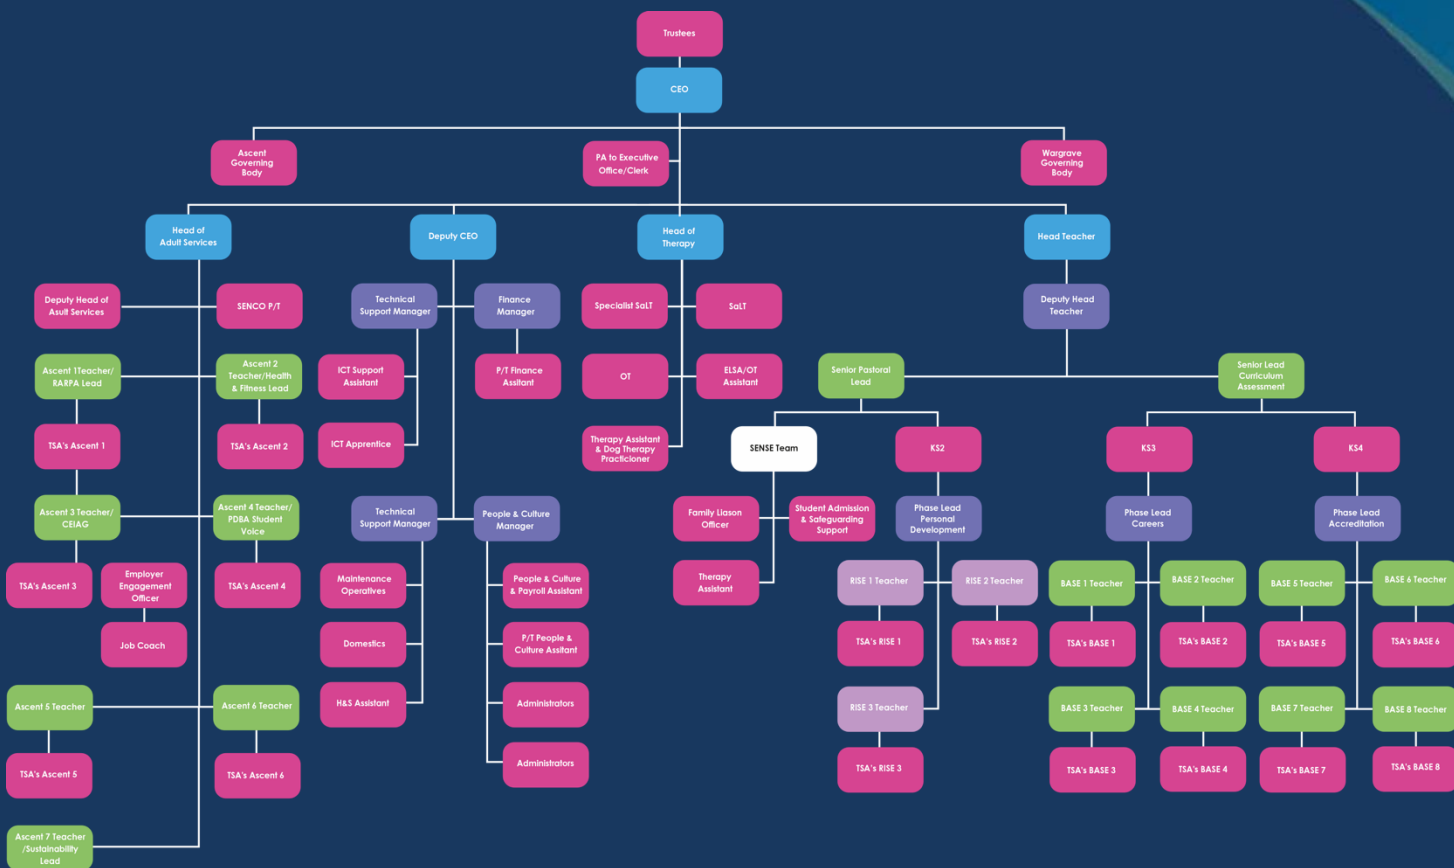 Trustees
CEO
Ascent
Governing
Body
PA to Executive
Office/Clerk
Wargrave
Governing
Body
Head of
Adult Services
Deputy CEO
Head of
Therapy
Head Teacher
Deputy Head of
Asult Services
SENCO P/T
Technical
Support Manager
Finance
Manager
Specialist SaLT
SaLT
Deputy Head
Teacher
Ascent 1Teacher/
RARPA Lead
Ascent 2
Teacher/Health
& Fitness Lead
ICT Support
Assistant
P/T Finance
Assitant
OT
ELSA/OT
Assistant
Senior Pastoral
Lead
Senior Lead
Curiculum
Assessment
TSA's Ascent 1
TSA's Ascent 2
ICT Apprentice
Therapy Assistant
& Dog Therapy
Practicioner
SENSE Team
KS2
KS3
KS4
Ascent 3 Teacher/
CEIAG
Ascent 4 Teacher/
PDBA Student
Voice
Technical
Support Manager
People & Culture
Manager
Family Liason
Officer
Student Admission
& Safeguarding
Support
Phase Lead
Personal
Development
Phase Lead
Careers
Phase Lead
Accreditation
TSA's Ascent 3
Employer
Engagement
Officer
TSA's Ascent 4
Maintenance
Operatives
People & Culture
& Payroll Assistant
Therapy
Assistant
RISE 1 Teacher
RISE 2 Teacher
BASE 1 Teacher
BASE 2 Teacher
BASE 5 Teacher
BASE 6 Teacher
Job Coach
Domestics
P/T People &
Culture Assitant
TSA's RISE 1
TSA's RISE 2
TSA's BASE 1
TSA's BASE 2
TSA's BASE 5
TSA's BASE 6
Ascent 5 Teacher
Ascent 6 Teacher
H&S Assistant
Administrators
RISE 3 Teacher
BASE 3 Teacher
BASE 4 Teacher
BASE 7 Teacher
BASE 8 Teacher
TSA's Ascent 5
TSA's Ascent 6
Administrators
TSA's RISE 3
TSA's BASE 3
TSA's BASE 4
TSA's BASE 7
TSA's BASE 8
Ascent 7 Teacher
/Sustainability
Lead